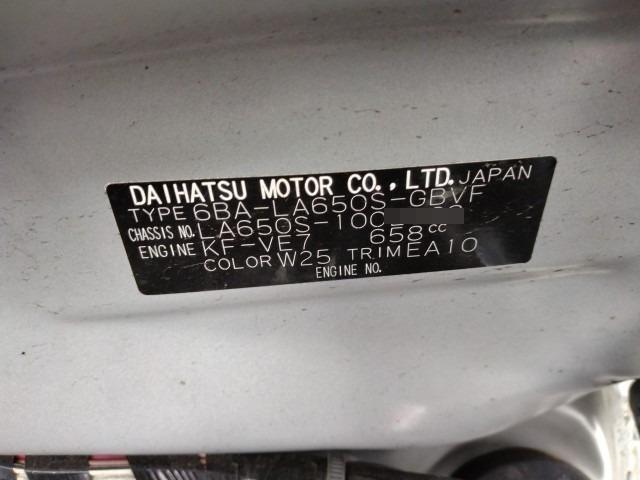 DAIHATSU MOTOR CO., LTD. JAPAN
TYPE 6BA-LA650S-GBVF
CHASSIS NO. LA650S-100
ENGINE KF-VE7 658cc
COLOR W25 TRIM EA10
ENGINE NO.